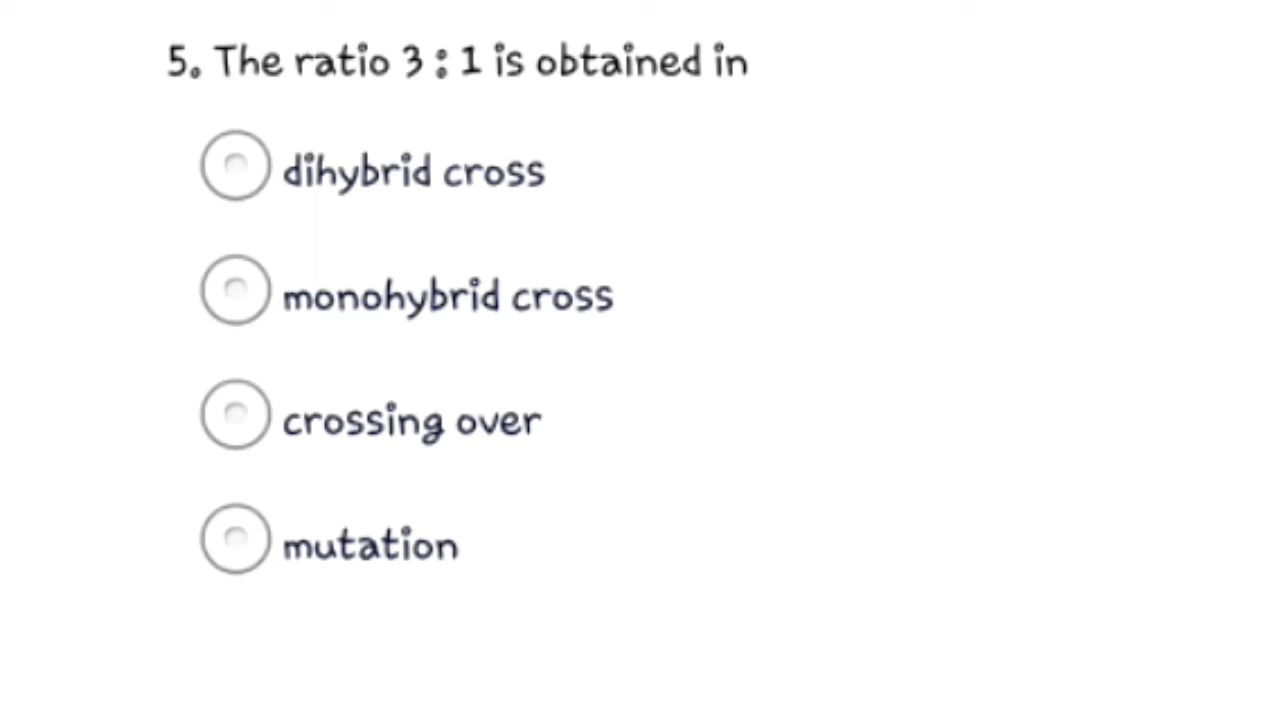 5. The ratio 3 : 1 is obtained in
dihybrid cross
monohybrid cross
crossing over
mutation